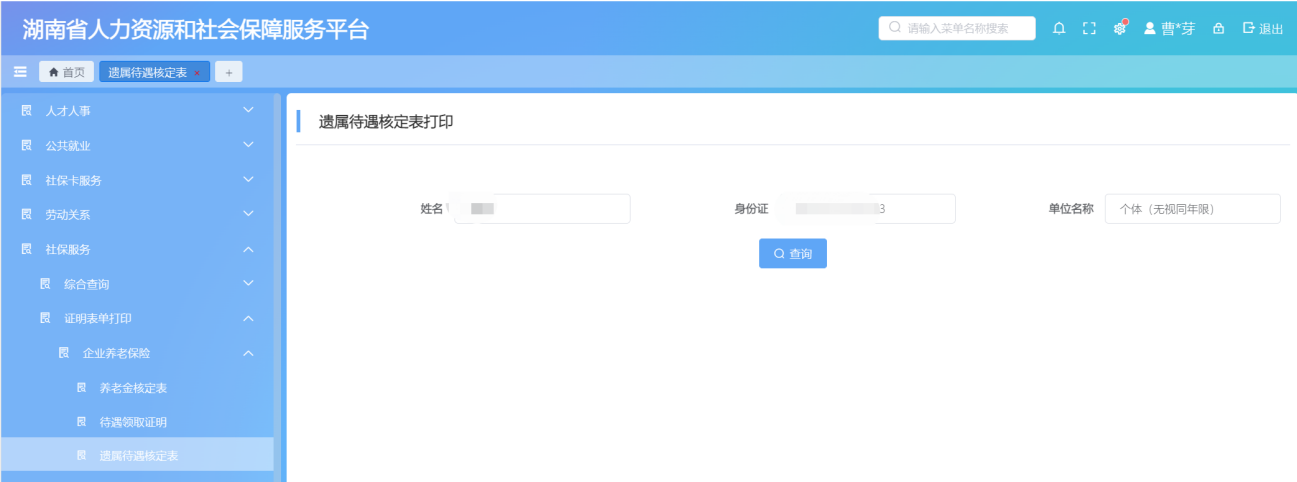 湖南省人力资源和社会保障服务平台
请输入菜单名称搜索
曹*芽
退出
首页
遗属待遇核定表 ×
+
人才人事
公共就业
社保卡服务
劳动关系
社保服务
综合查询
证明表单打印
企业养老保险
养老金核定表
待遇领取证明
遗属待遇核定表
遗属待遇核定表打印
姓名
身份证 3
单位名称 个体（无视同年限）
查询